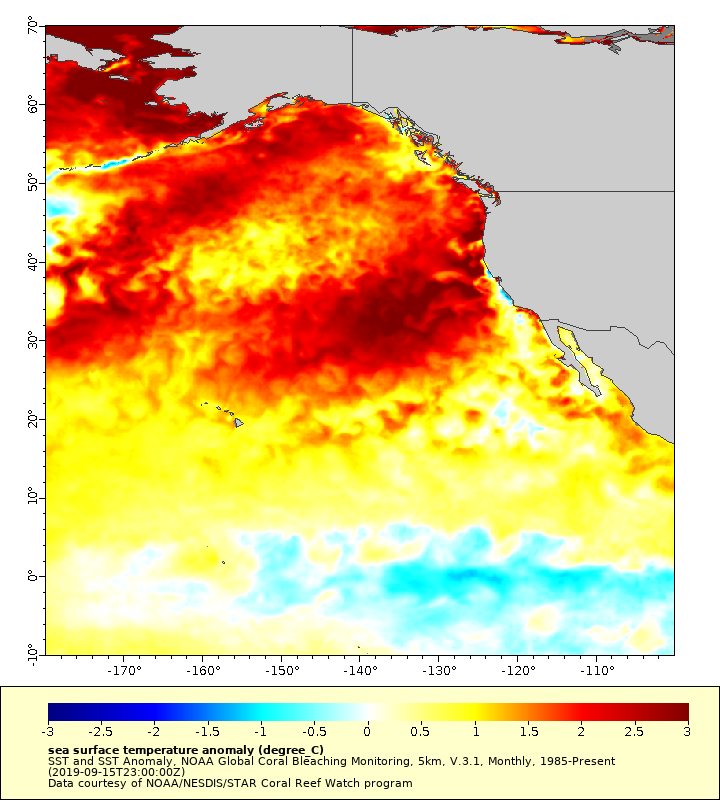 70°
60°
50°
40°
30°
20°
10°
0°
-10°
-170° -160° -150° -140° -130° -120° -110°
-3 -2.5 -2 -1.5 -1 -0.5 0 0.5 1 1.5 2 2.5 3
sea surface temperature anomaly (degree_C)
SST and SST Anomaly, NOAA Global Coral Bleaching Monitoring, 5km, V.3.1, Monthly, 1985-Present
(2019-09-15T23:00:00Z)
Data courtesy of NOAA/NESDIS/STAR Coral Reef Watch program